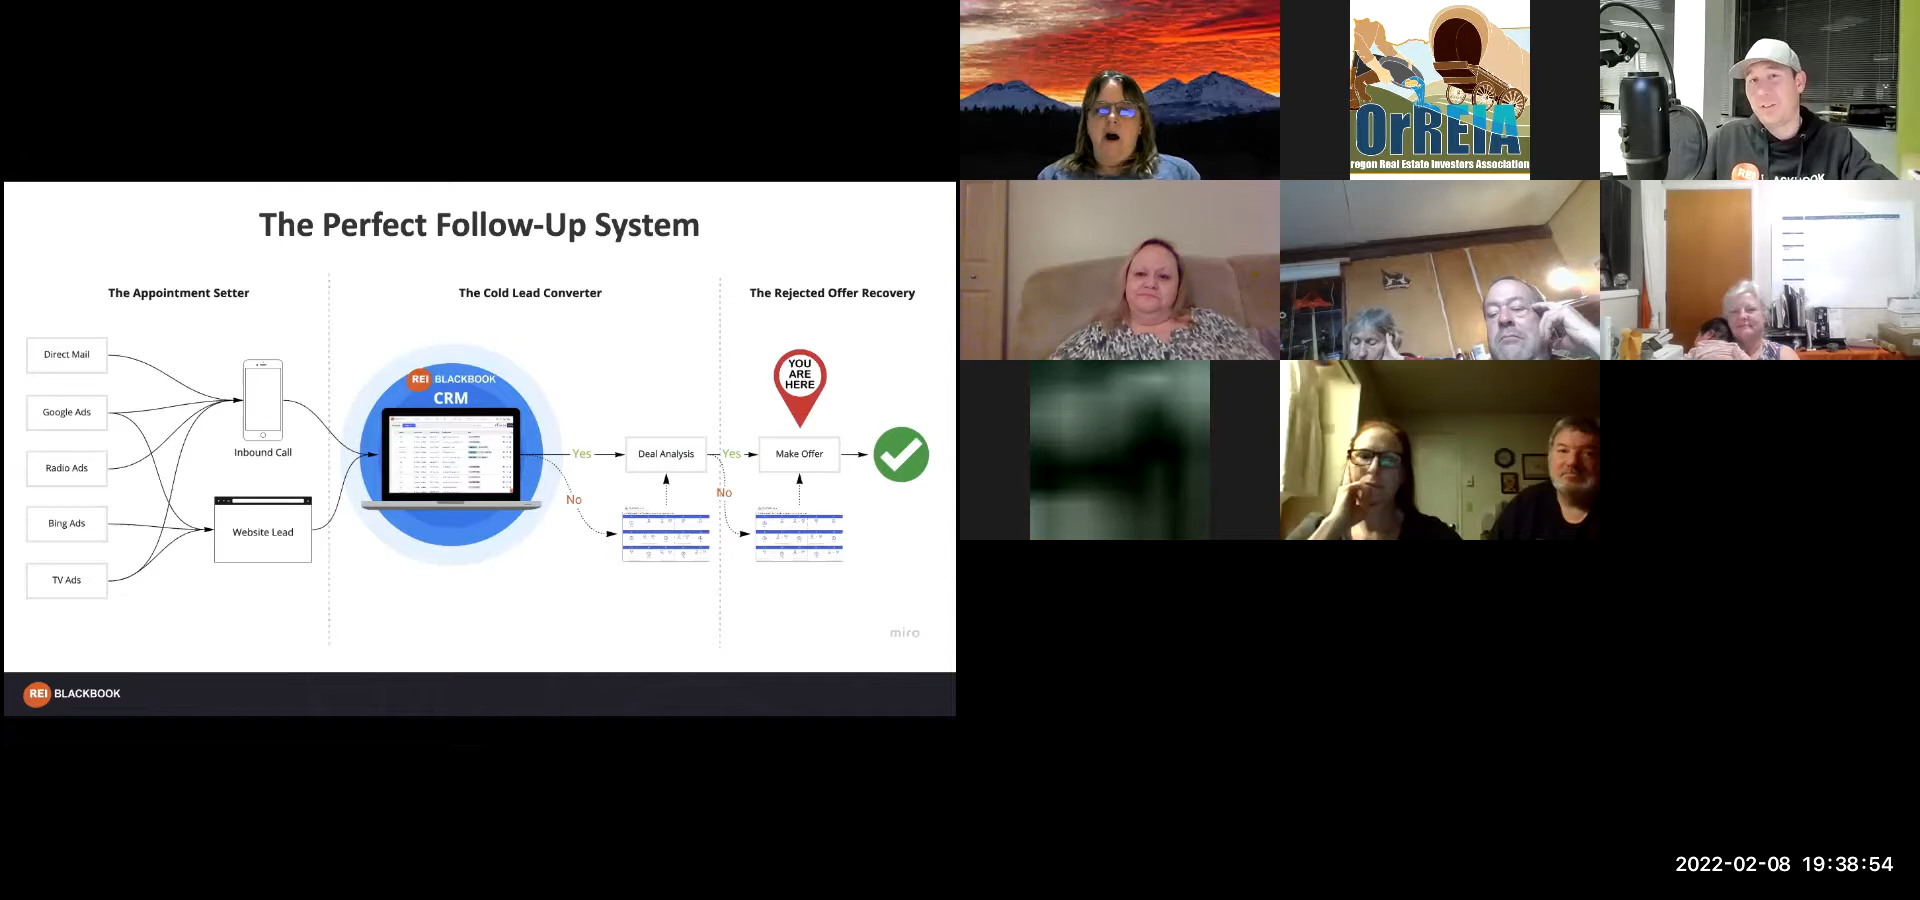 The Perfect Follow-Up System
The Appointment Setter
The Cold Lead Converter
The Rejected Offer Recovery
Direct Mail
Google Ads
Radio Ads
Bing Ads
TV Ads
Inbound Call
Website Lead
REI BLACKBOOK
CRM
Yes
No
Deal Analysis
Yes
No
YOU
ARE
HERE
Make Offer
miro
REI BLACKBOOK
OrREIA
regon Real Estate Investors Association
REI
2022-02-08 19:38:54